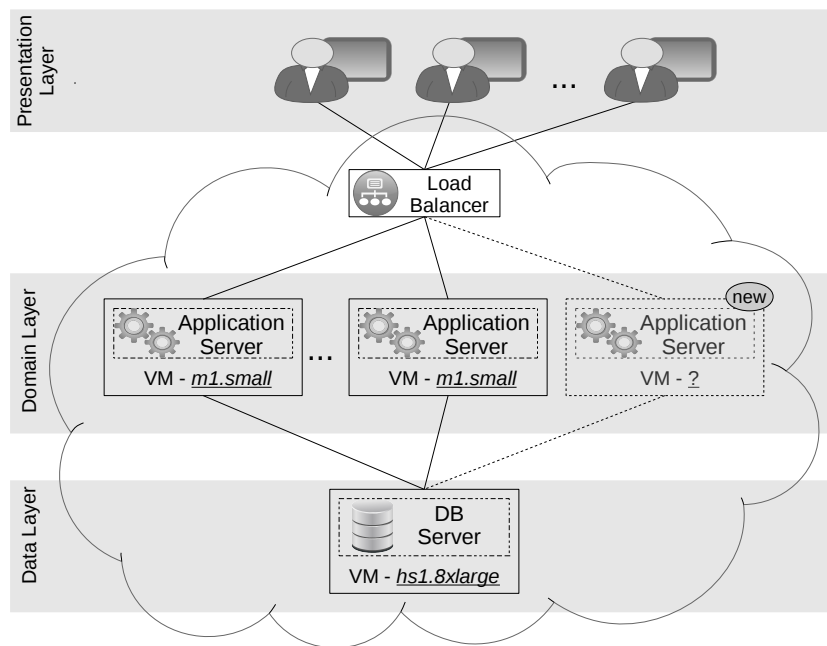 Presentation
Layer
...
Load
Balancer
Domain Layer
new
Application
Server
VM - m1.small
...
Application
Server
VM - m1.small
Application
Server
VM - ?
Data Layer
DB
Server
VM - hs1.8xlarge